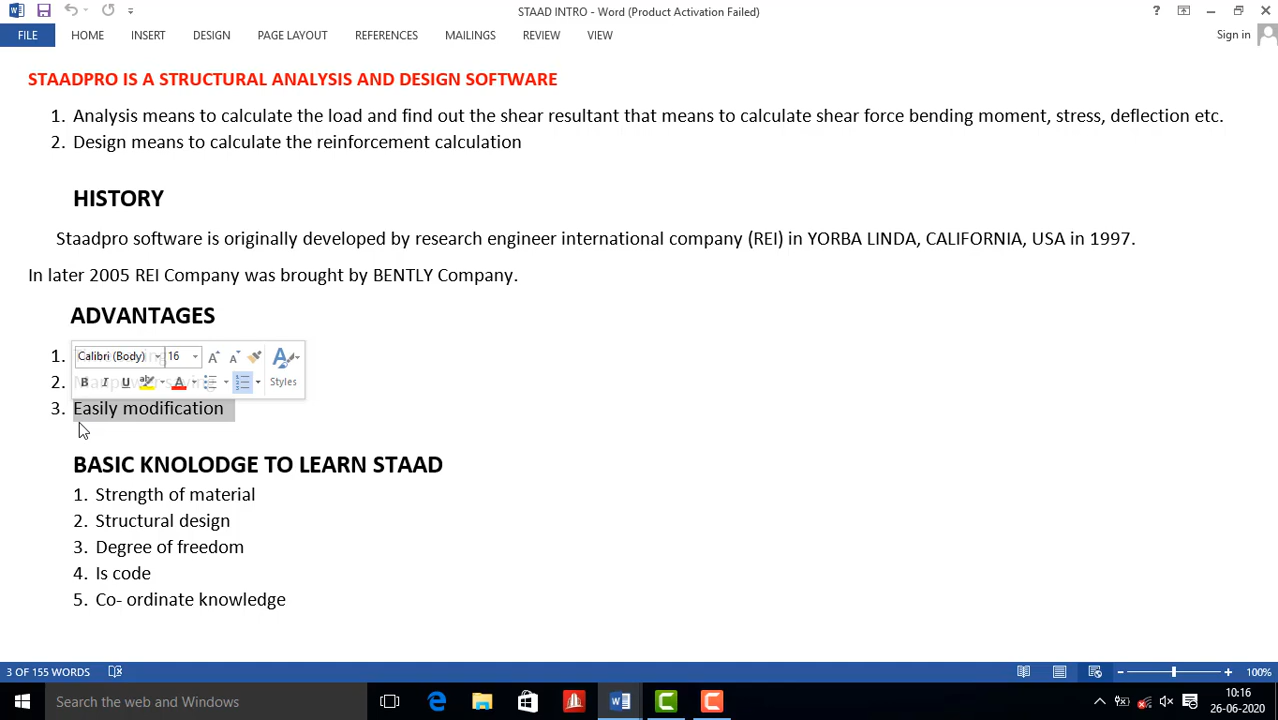 STAAD INTRO - Word (Product Activation Failed)
FILE HOME INSERT DESIGN PAGE LAYOUT REFERENCES MAILINGS REVIEW VIEW Sign in
STAADPRO IS A STRUCTURAL ANALYSIS AND DESIGN SOFTWARE
1. Analysis means to calculate the load and find out the shear resultant that means to calculate shear force bending moment, stress, deflection etc.
2. Design means to calculate the reinforcement calculation
HISTORY
Staadpro software is originally developed by research engineer international company (REI) in YORBA LINDA, CALIFORNIA, USA in 1997.
In later 2005 REI Company was brought by BENTLY Company.
ADVANTAGES
1.
Calibri (Body) 16
2.
B I U Styles
3. Easily modification
BASIC KNOLODGE TO LEARN STAAD
1. Strength of material
2. Structural design
3. Degree of freedom
4. Is code
5. Co- ordinate knowledge
3 OF 155 WORDS 100%
Search the web and Windows
10:16
26-06-2020